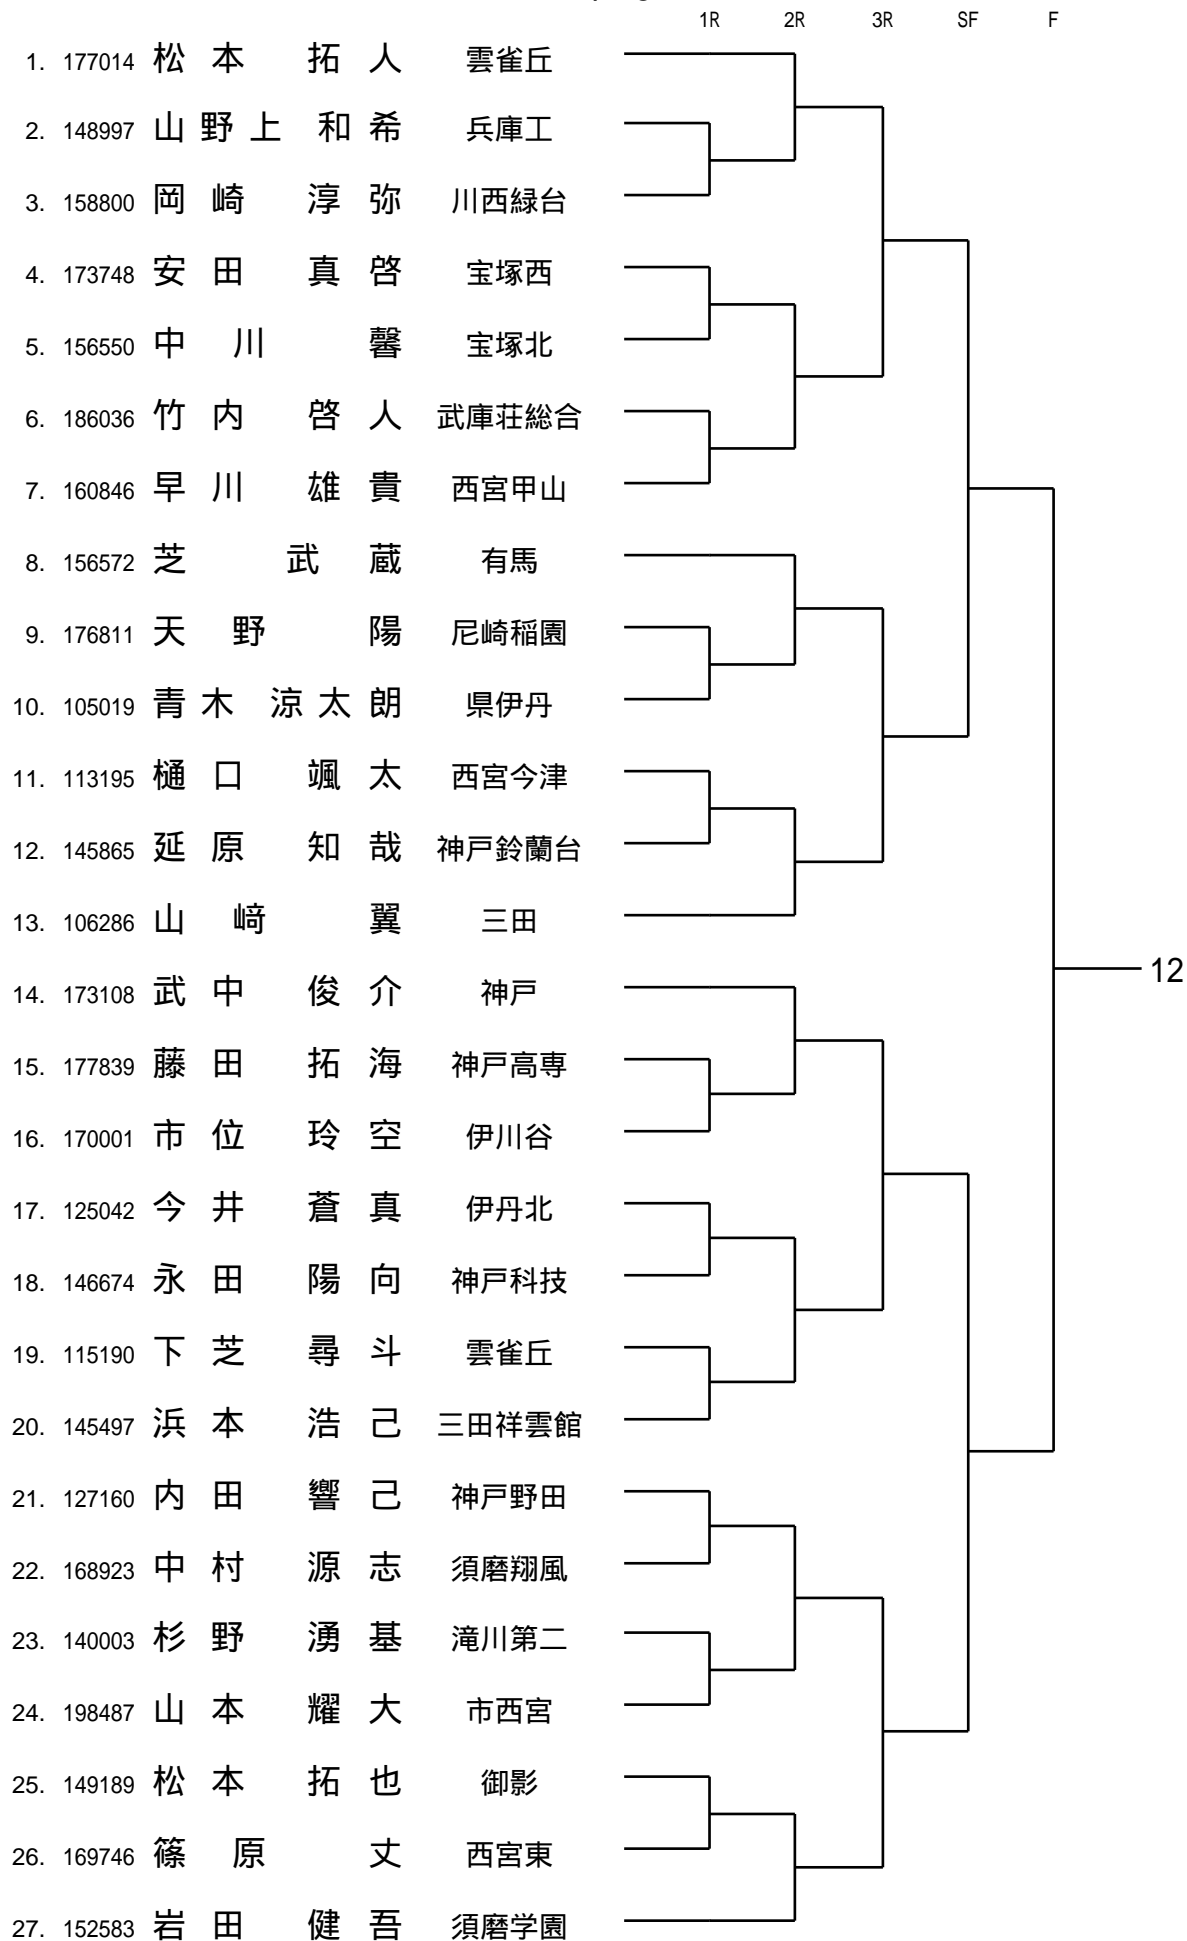 1R 2R 3R SF F
1. 177014 松本 拓人 雲雀丘
2. 148997 山野上 和希 兵庫工
3. 158800 岡崎 淳弥 川西緑台
4. 173748 安田 真啓 宝塚西
5. 156550 中川 馨 宝塚北
6. 186036 竹内 啓人 武庫荘総合
7. 160846 早川 雄貴 西宮甲山
8. 156572 芝 武蔵 有馬
9. 176811 天野 陽 尼崎稲園
10. 105019 青木 涼太朗 県伊丹
11. 113195 樋口 颯太 西宮今津
12. 145865 延原 知哉 神戸鈴蘭台
13. 106286 山﨑 翼 三田
12
14. 173108 武中 俊介 神戸
15. 177839 藤田 拓海 神戸高専
16. 170001 市位 玲空 伊川谷
17. 125042 今井 蒼真 伊丹北
18. 146674 永田 陽向 神戸科技
19. 115190 下芝 尋斗 雲雀丘
20. 145497 浜本 浩己 三田祥雲館
21. 127160 内田 響己 神戸野田
22. 168923 中村 源志 須磨翔風
23. 140003 杉野 湧基 滝川第二
24. 198487 山本 耀大 市西宮
25. 149189 松本 拓也 御影
26. 169746 篠原 丈 西宮東
27. 152583 岩田 健吾 須磨学園